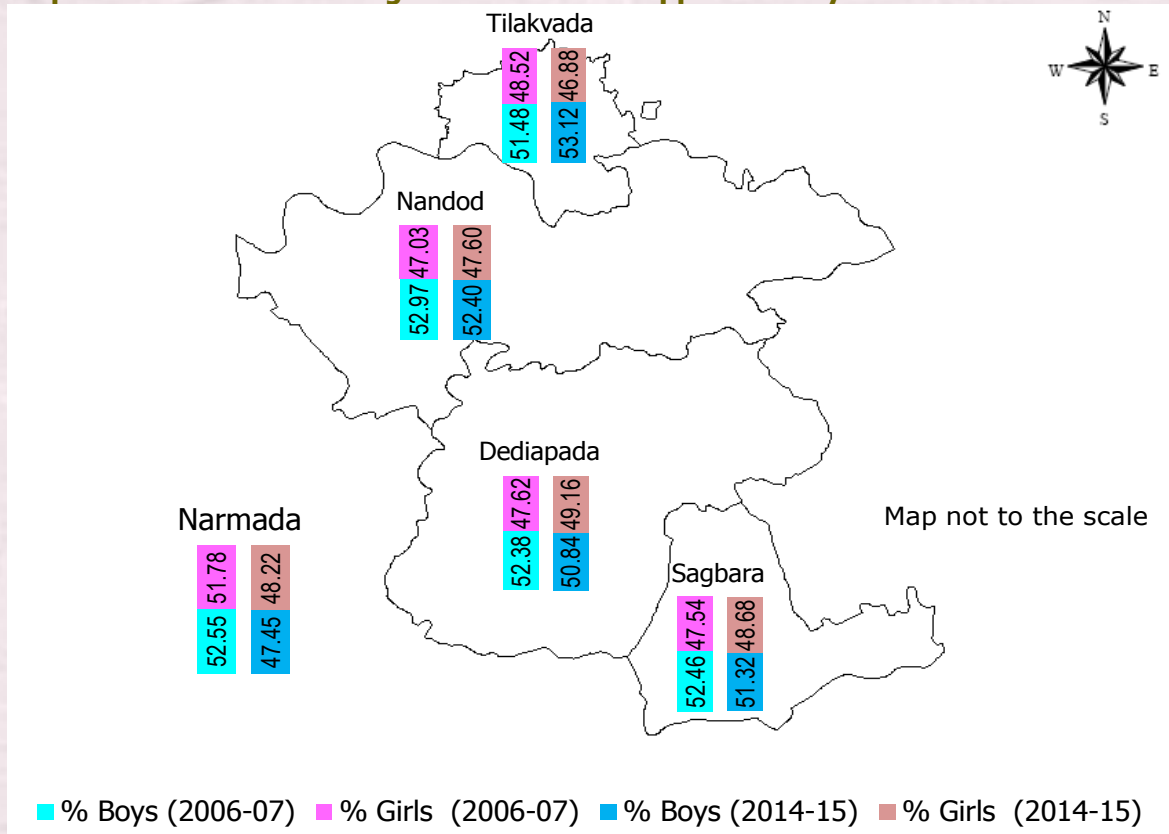 Tilakvada
N
W E
S
48.52 46.88
51.48 53.12
Nandod
47.03 47.60
52.97 52.40
Dediapada
47.62 49.16
52.38 50.84
Narmada
51.78 48.22
52.55 47.45
Map not to the scale
Sagbara
47.54 48.68
52.46 51.32
% Boys (2006-07) % Girls (2006-07) % Boys (2014-15) % Girls (2014-15)